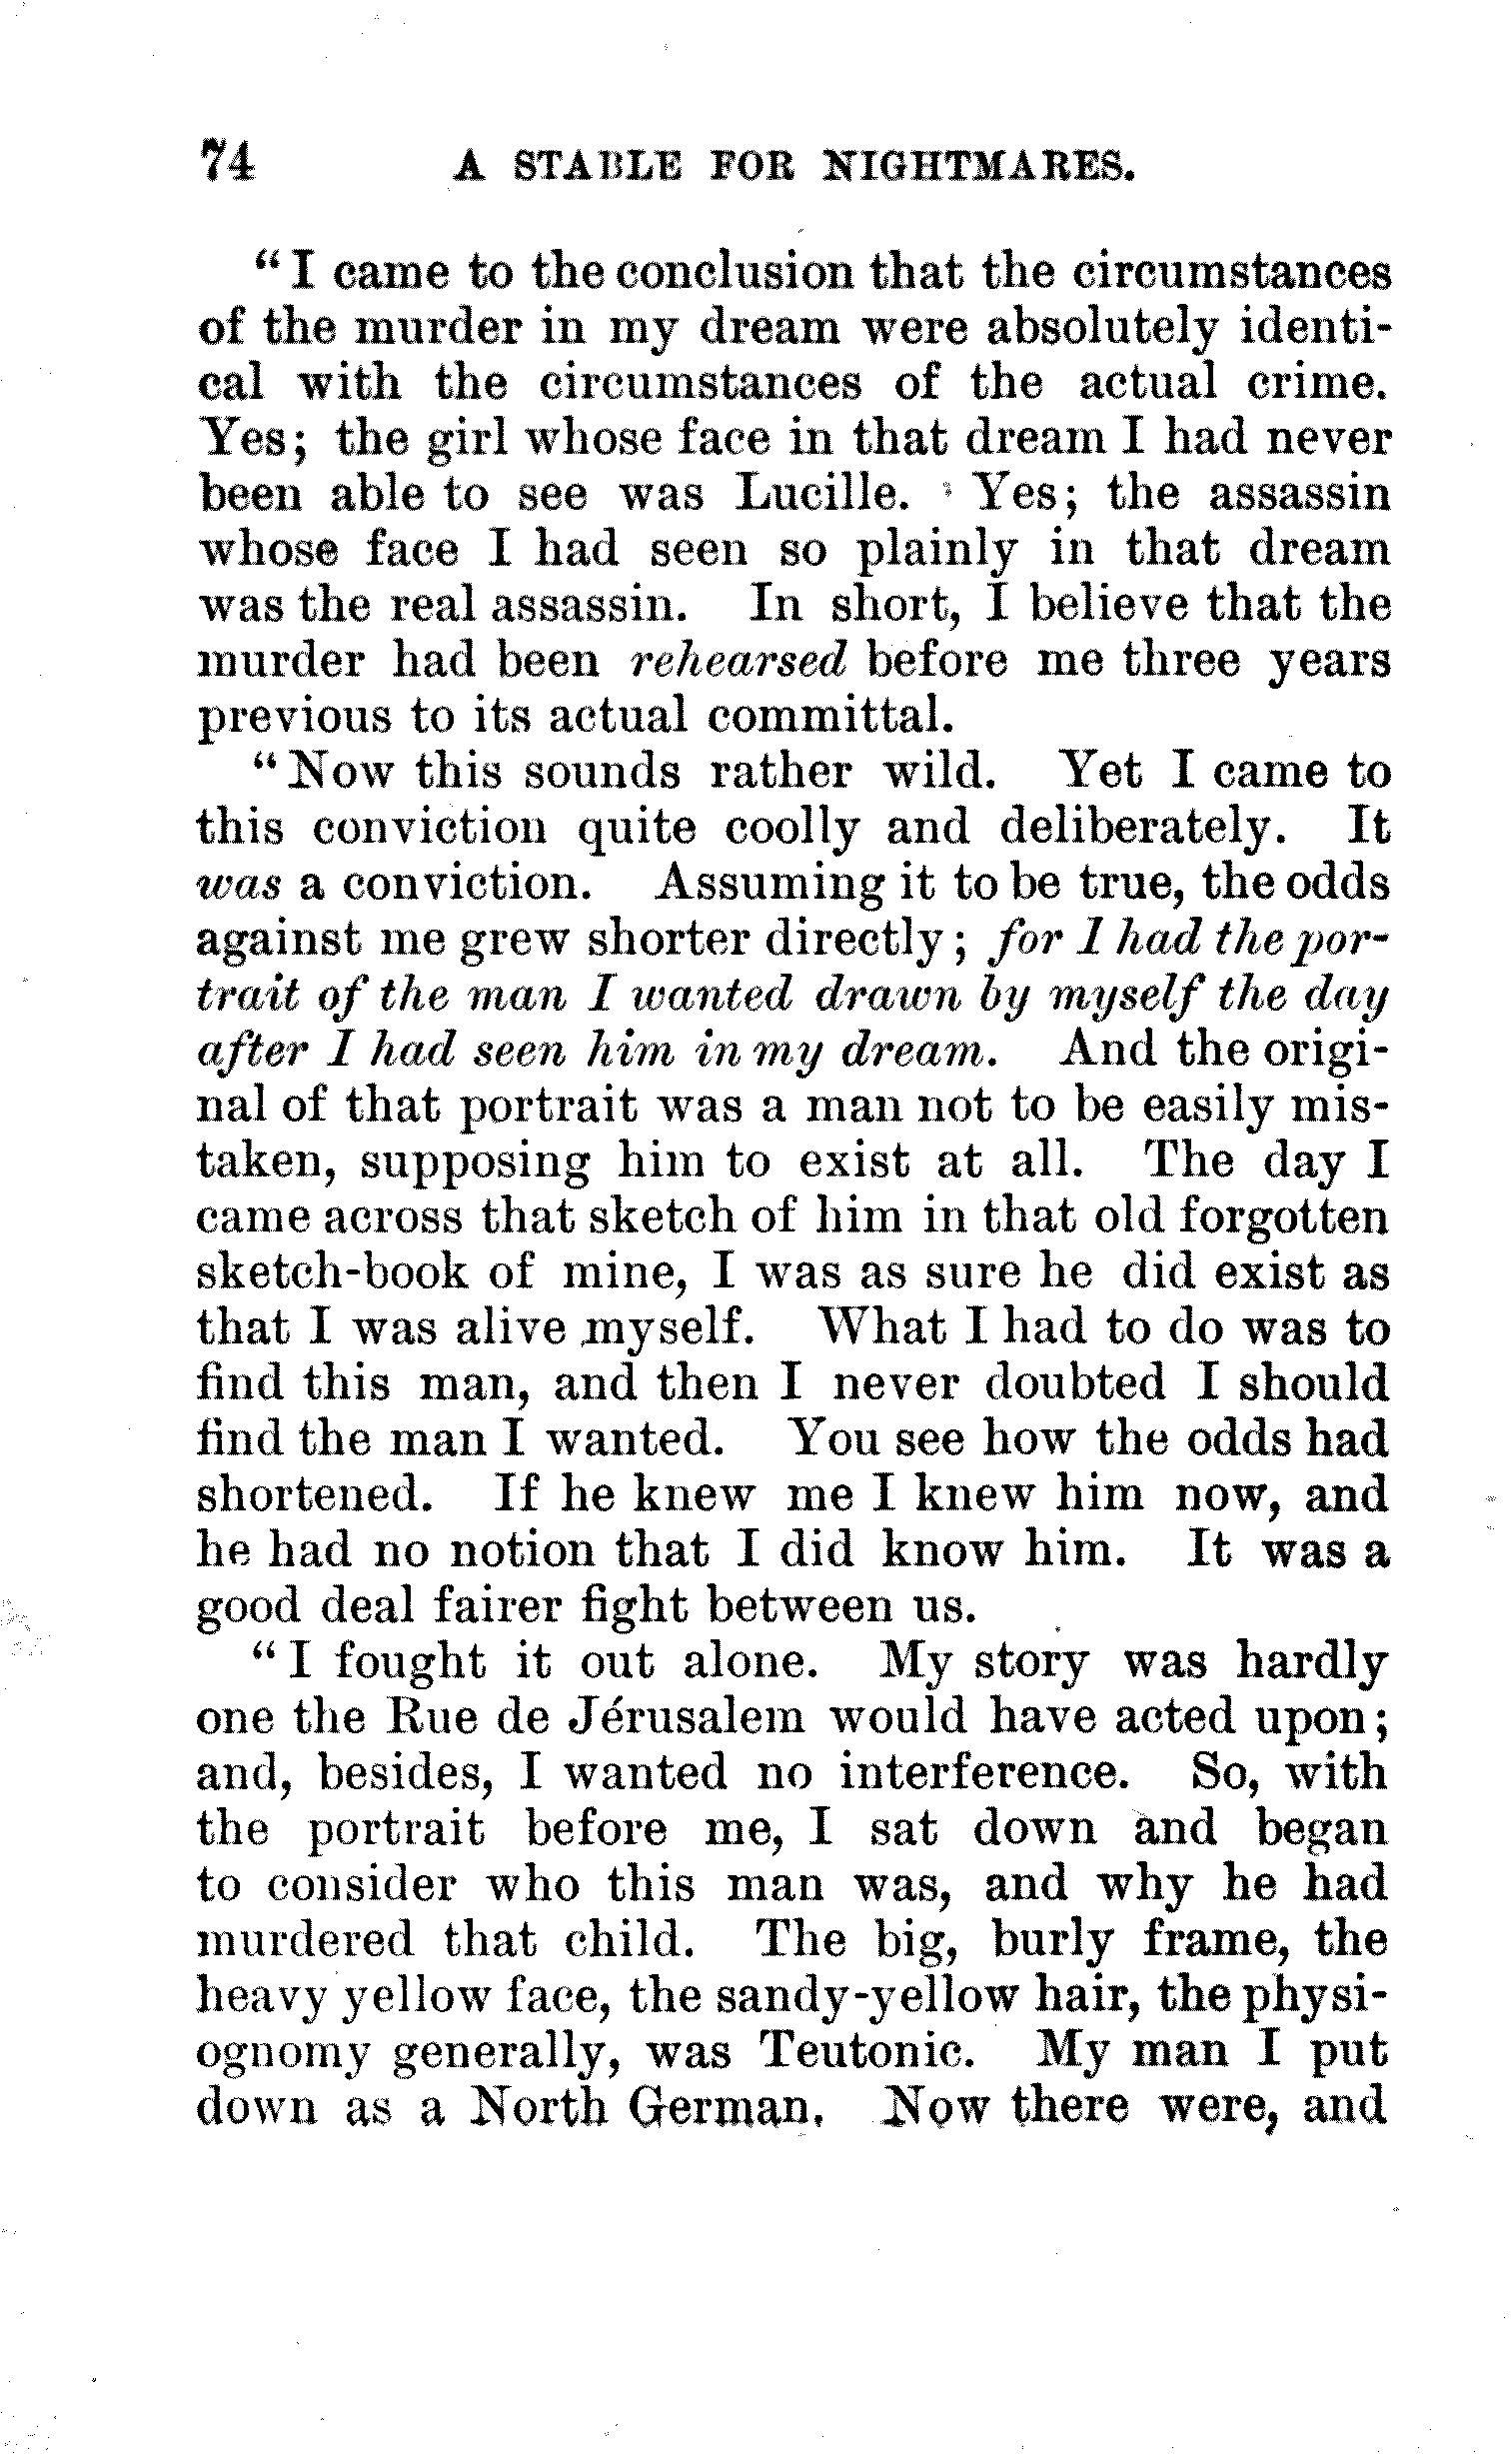 74 A STABLE FOR NIGHTMARES.
“I came to the conclusion that the circumstances
of the murder in my dream were absolutely identi-
cal with the circumstances of the actual crime.
Yes; the girl whose face in that dream I had never
been able to see was Lucille. Yes; the assassin
whose face I had seen so plainly in that dream
was the real assassin. In short, I believe that the
murder had been rehearsed before me three years
previous to its actual committal.
“Now this sounds rather wild. Yet I came to
this conviction quite coolly and deliberately. It
was a conviction. Assuming it to be true, the odds
against me grew shorter directly; for I had the por-
trait of the man I wanted drawn by myself the day
after I had seen him in my dream. And the origi-
nal of that portrait was a man not to be easily mis-
taken, supposing him to exist at all. The day I
came across that sketch of him in that old forgotten
sketch-book of mine, I was as sure he did exist as
that I was alive myself. What I had to do was to
find this man, and then I never doubted I should
find the man I wanted. You see how the odds had
shortened. If he knew me I knew him now, and
he had no notion that I did know him. It was a
good deal fairer fight between us.
“I fought it out alone. My story was hardly
one the Rue de Jérusalem would have acted upon;
and, besides, I wanted no interference. So, with
the portrait before me, I sat down and began
to consider who this man was, and why he had
murdered that child. The big, burly frame, the
heavy yellow face, the sandy-yellow hair, the physi-
ognomy generally, was Teutonic. My man I put
down as a North German. Now there were, and